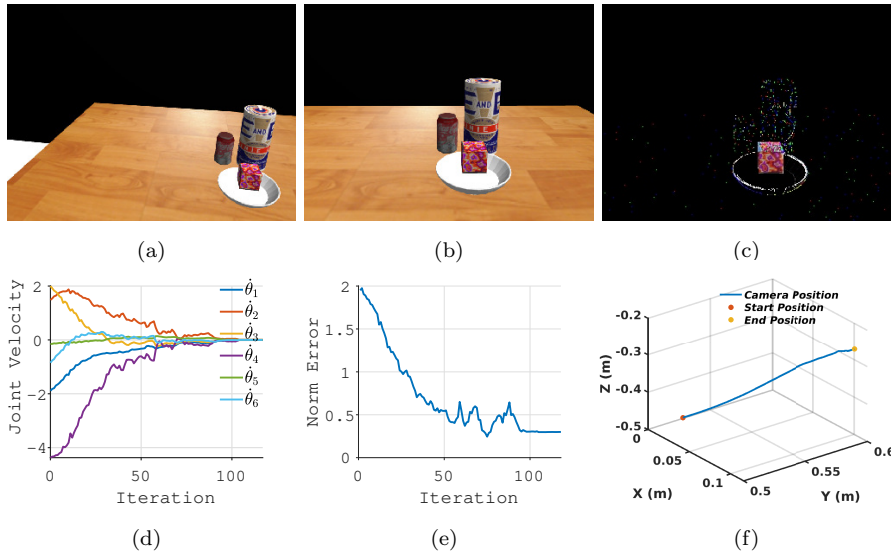 E AND E
(a)
(b)
(c)
2
0
−2
−4
0
50
100
Joint Velocity
Iteration
θ̇1
θ̇2
θ̇3
θ̇4
θ̇5
θ̇6
(d)
2
1.5
1
0.5
0
0
50
100
Norm Error
Iteration
(e)
Camera Position
Start Position
End Position
-0.2
-0.3
-0.4
-0.5
Z (m)
0
0.05
0.1
X (m)
0.5
0.55
0.6
Y (m)
(f)